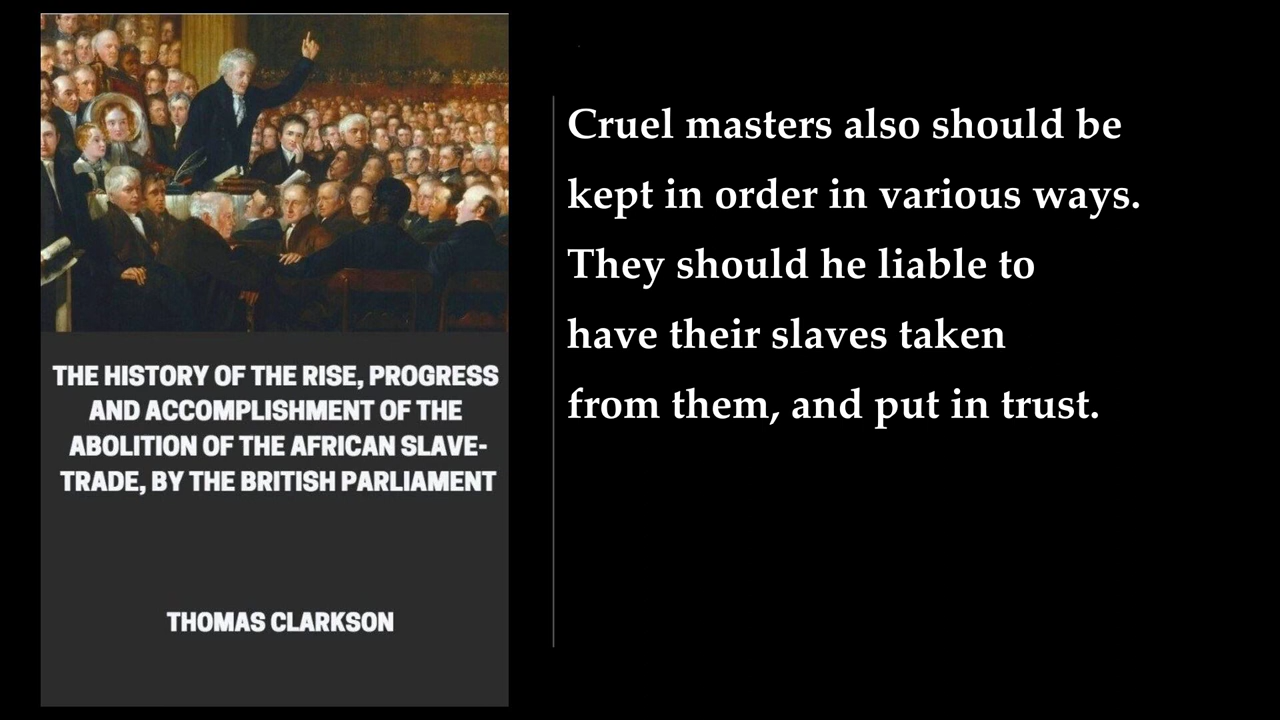 THE HISTORY OF THE RISE, PROGRESS
AND ACCOMPLISHMENT OF THE
ABOLITION OF THE AFRICAN SLAVE-
TRADE, BY THE BRITISH PARLIAMENT
THOMAS CLARKSON
Cruel masters also should be
kept in order in various ways.
They should he liable to
have their slaves taken
from them, and put in trust.